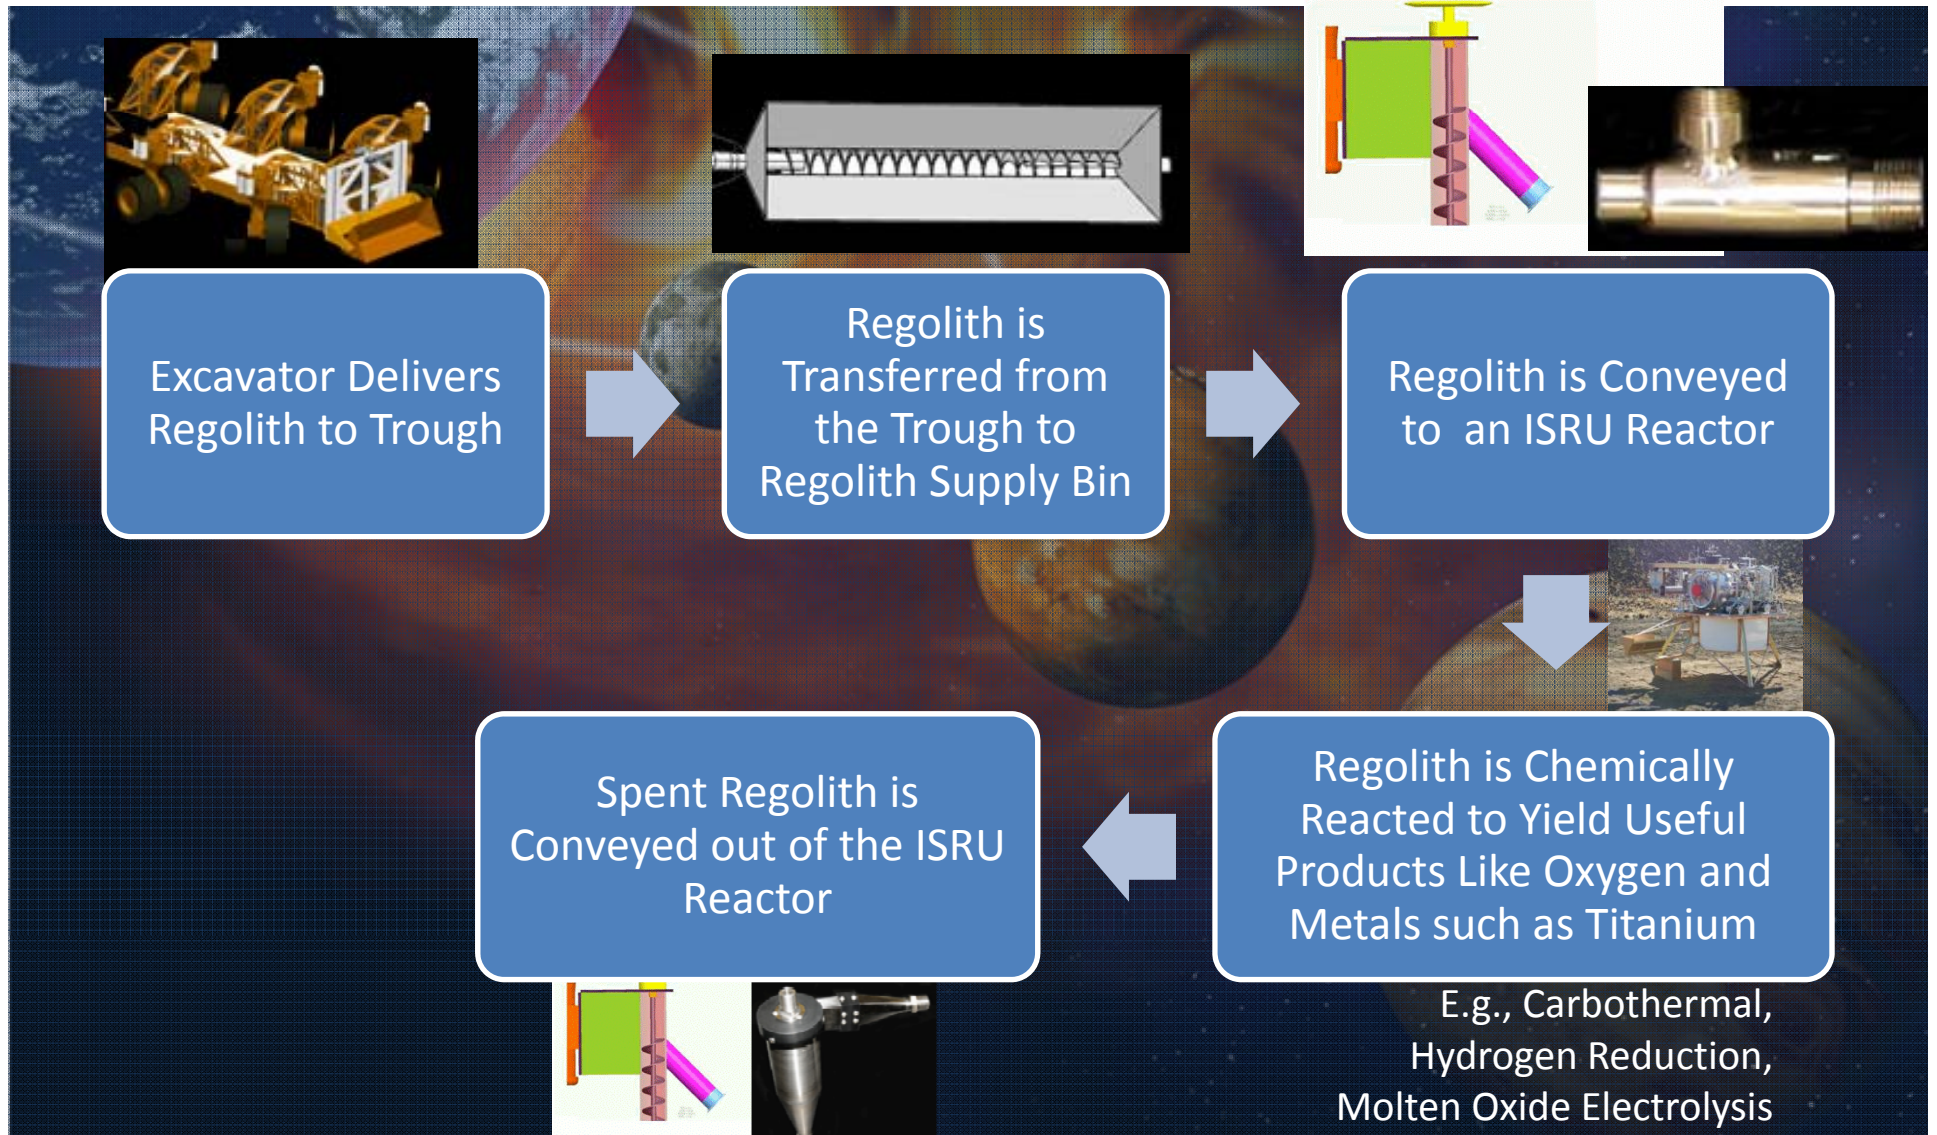 Excavator Delivers
Regolith to Trough
Regolith is
Transferred from
the Trough to
Regolith Supply Bin
Regolith is Conveyed
to an ISRU Reactor
Regolith is Chemically
Reacted to Yield Useful
Products Like Oxygen and
Metals such as Titanium
E.g., Carbothermal,
Hydrogen Reduction,
Molten Oxide Electrolysis
Spent Regolith is
Conveyed out of the ISRU
Reactor